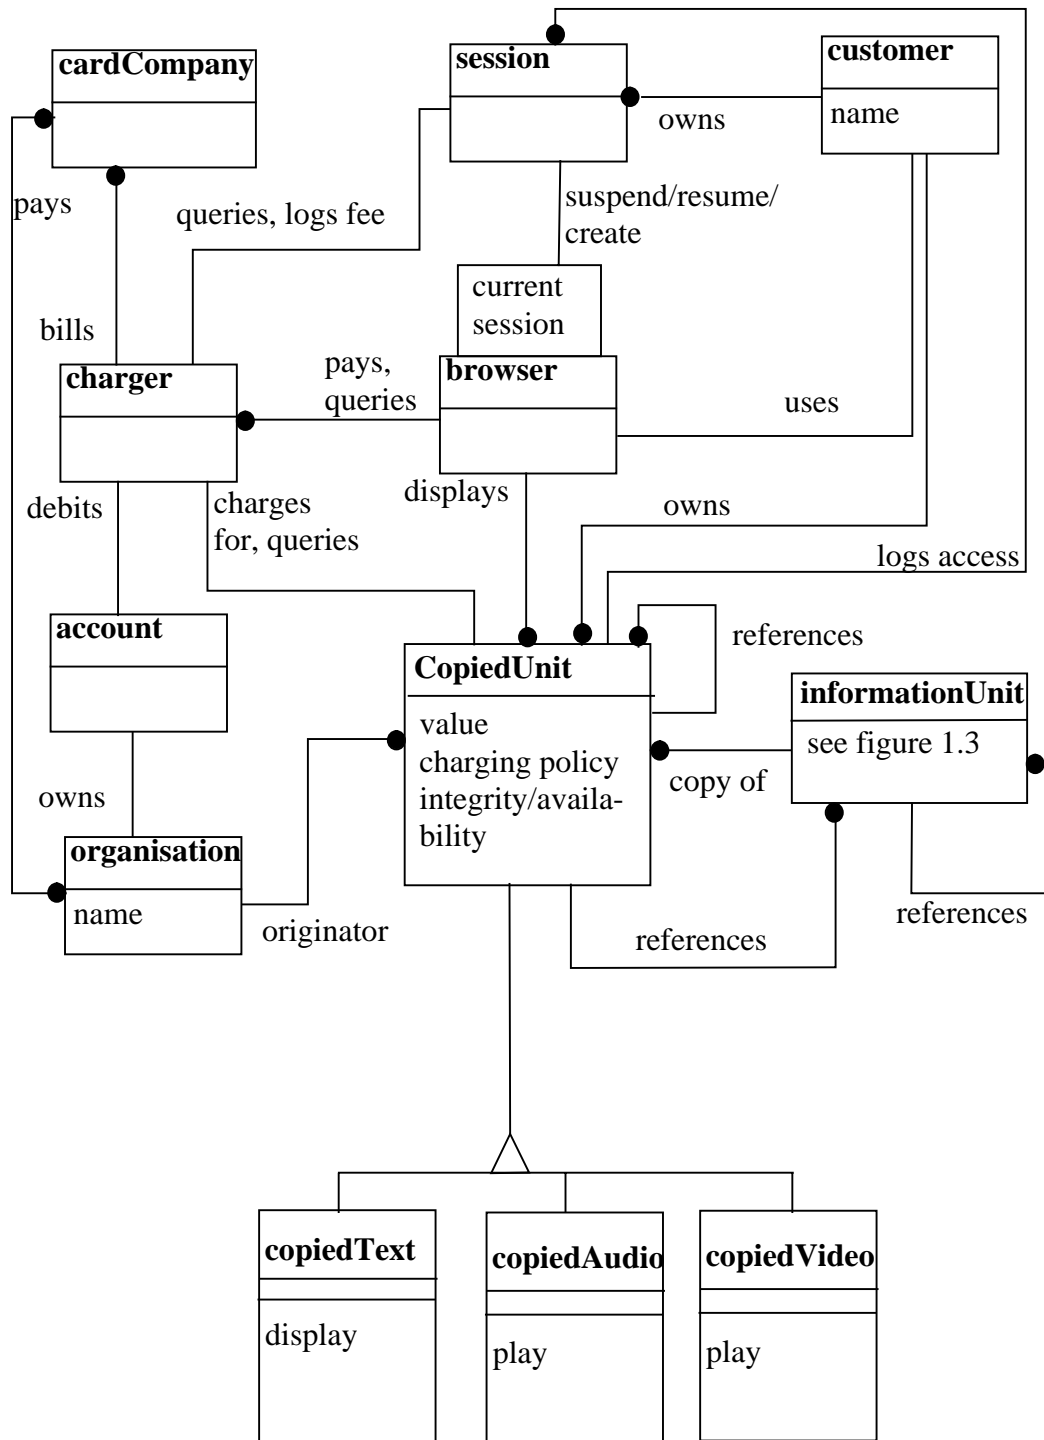 cardCompany
session
customer
owns
name
pays
queries, logs fee
suspend/resume/
create
current
session
bills
charger
pays,
queries
browser
uses
debits
charges
for, queries
displays
owns
logs access
account
references
CopiedUnit
informationUnit
value
charging policy
integrity/availa-
bility
see figure 1.3
copy of
owns
organisation
name
originator
references
references
copiedText
copiedAudio
copiedVideo
display
play
play